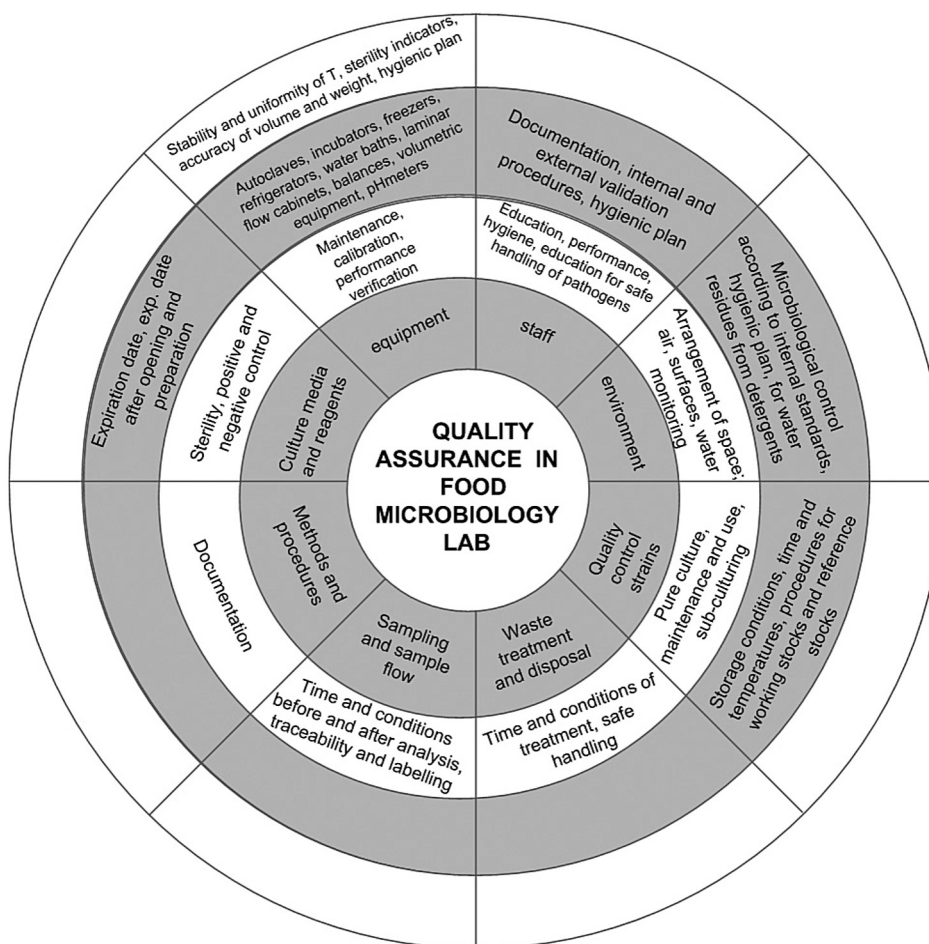 QUALITY
ASSURANCE IN
FOOD
MICROBIOLOGY
LAB
equipment
Maintenance,
calibration,
performance
verification
Autoclaves, incubators, freezers,
refrigerators, water baths, laminar
flow cabinets, balances, volumetric
equipment, pHmeters
Stability and uniformity of T, sterility indicators,
accuracy of volume and weight, hygienic plan
staff
Education, performance,
hygiene, education for safe
handling of pathogens
Documentation, internal and
external validation
procedures, hygienic plan
environment
Arrangement of space;
air, surfaces, water
monitoring
Microbiological control
according to internal standards,
hygienic plan, for water
residues from detergents
Quality
control
strains
Pure culture,
maintenance and use,
sub-culturing
Storage conditions, time and
temperatures, procedures for
working stocks and reference
stocks
Waste
treatment
and disposal
Time and conditions of
treatment, safe
handling
Sampling
and sample
flow
Time and conditions
before and after analysis,
traceability and labelling
Methods and
procedures
Documentation
Culture media
and reagents
Sterility, positive and
negative control
Expiration date, exp. date
after opening and
preparation